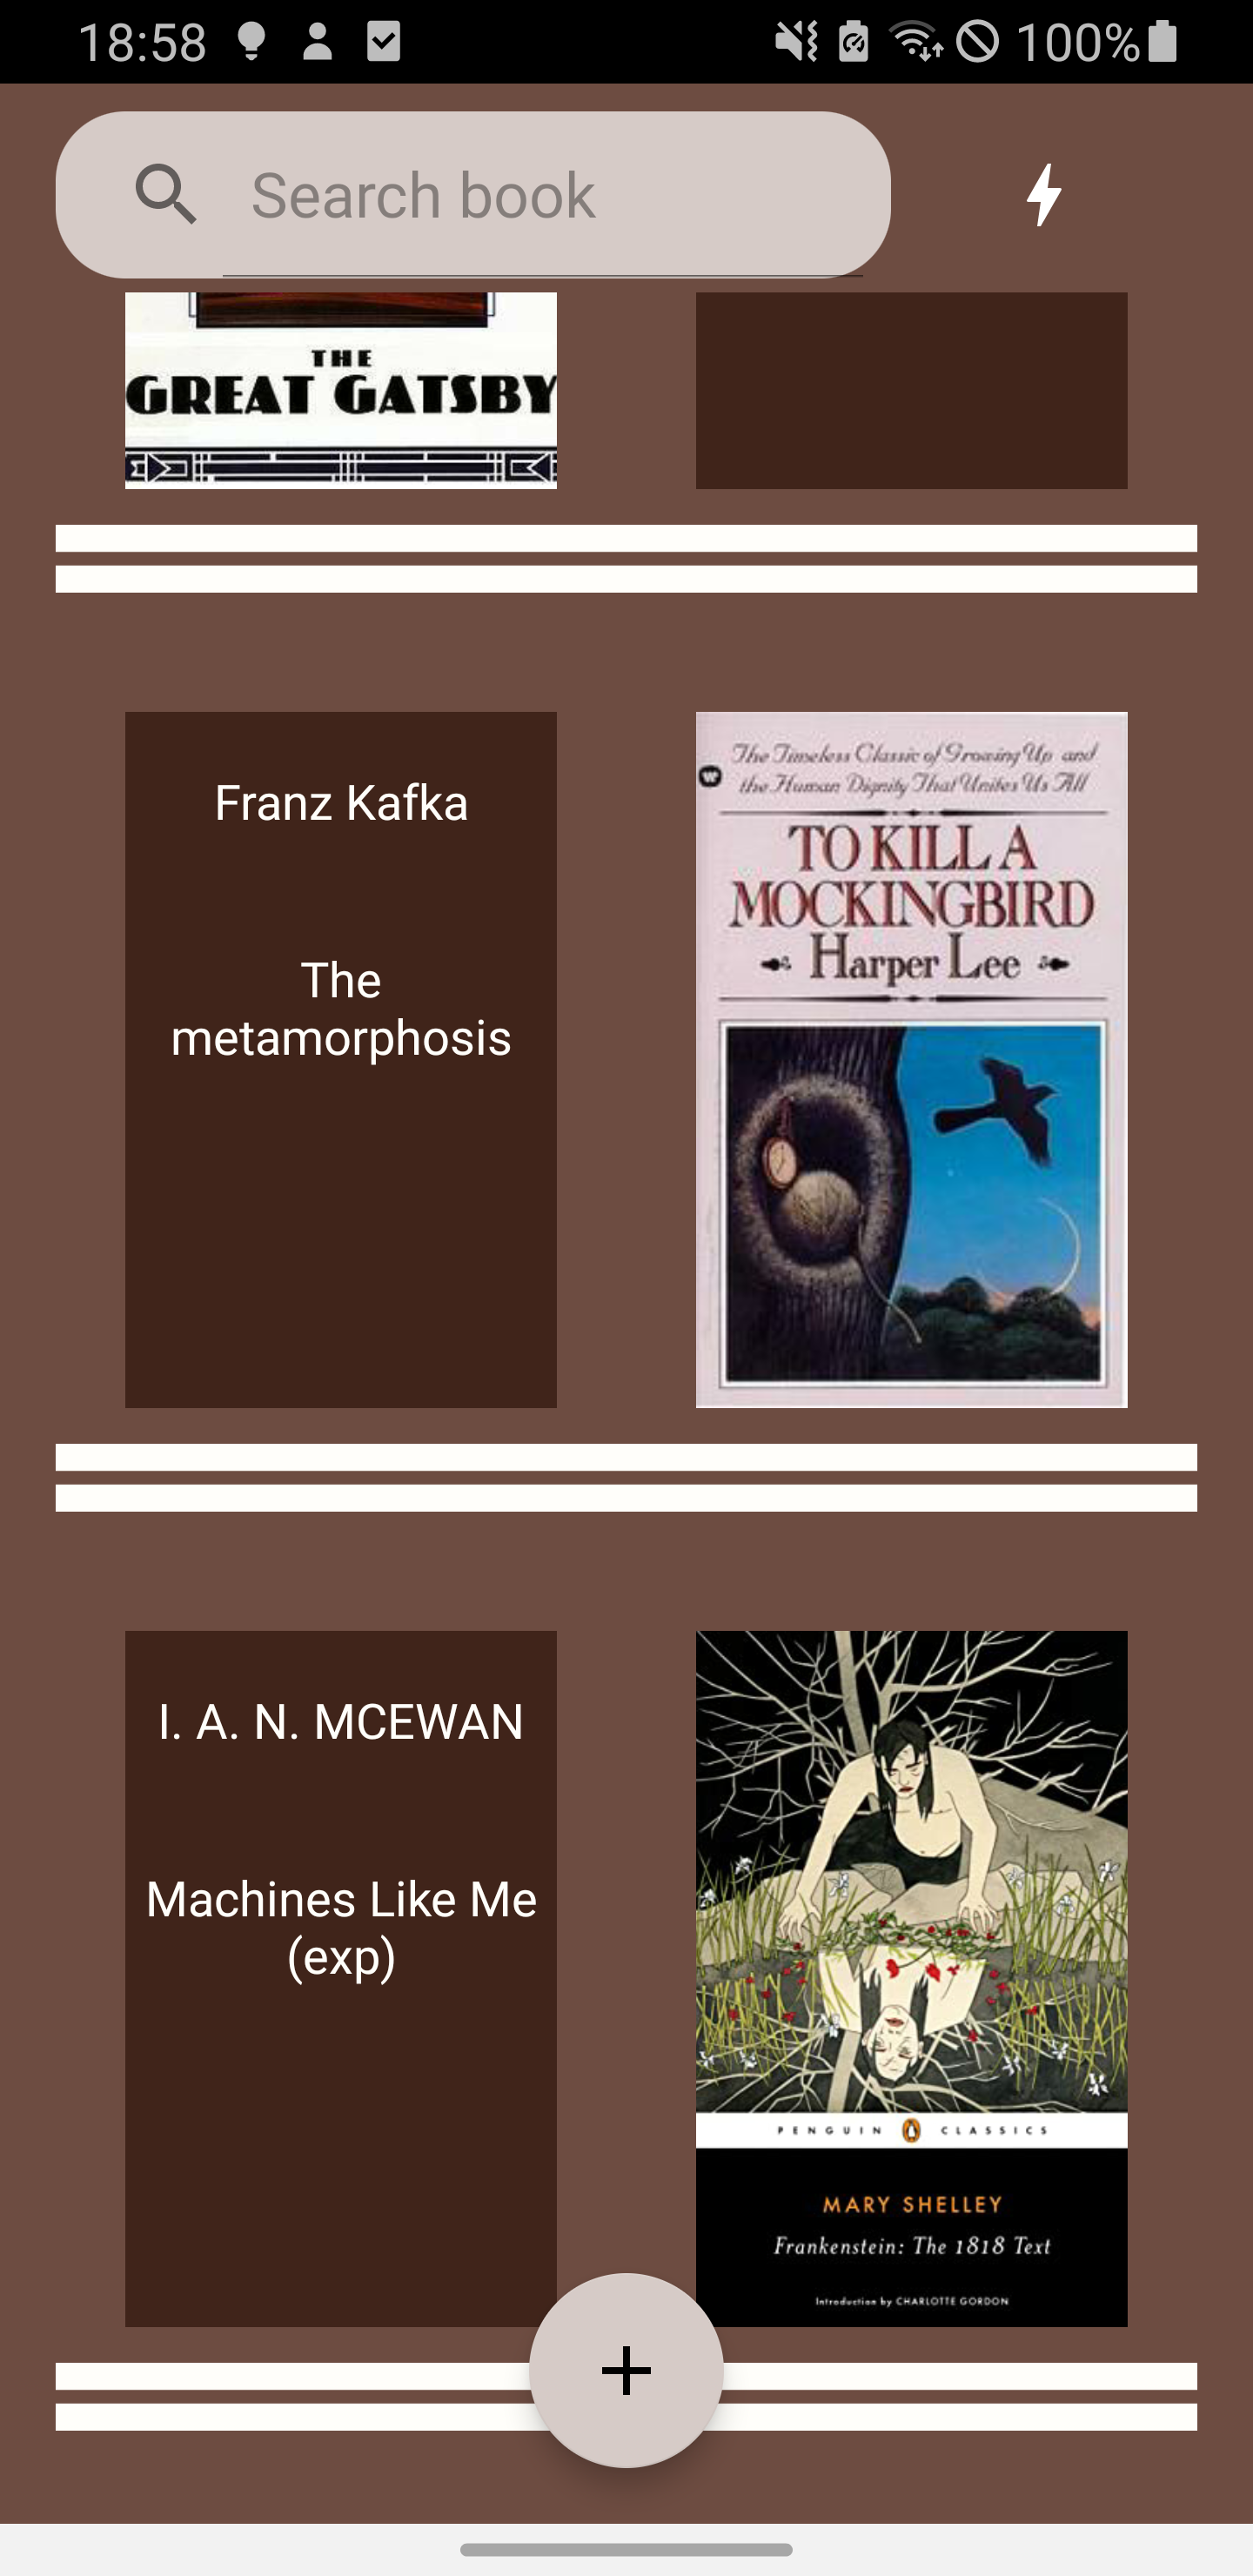 18:58 100%
Search book
THE
GREAT GATSBY
Franz Kafka
The
metamorphosis
The Timeless Classic of Growing Up and
the Human Dignity That Unites Us All
W
TO KILL A
MOCKINGBIRD
Harper Lee
I. A. N. MCEWAN
Machines Like Me
(exp)
PENGUIN CLASSICS
MARY SHELLEY
Frankenstein: The 1818 Text
Introduction by CHARLOTTE GORDON